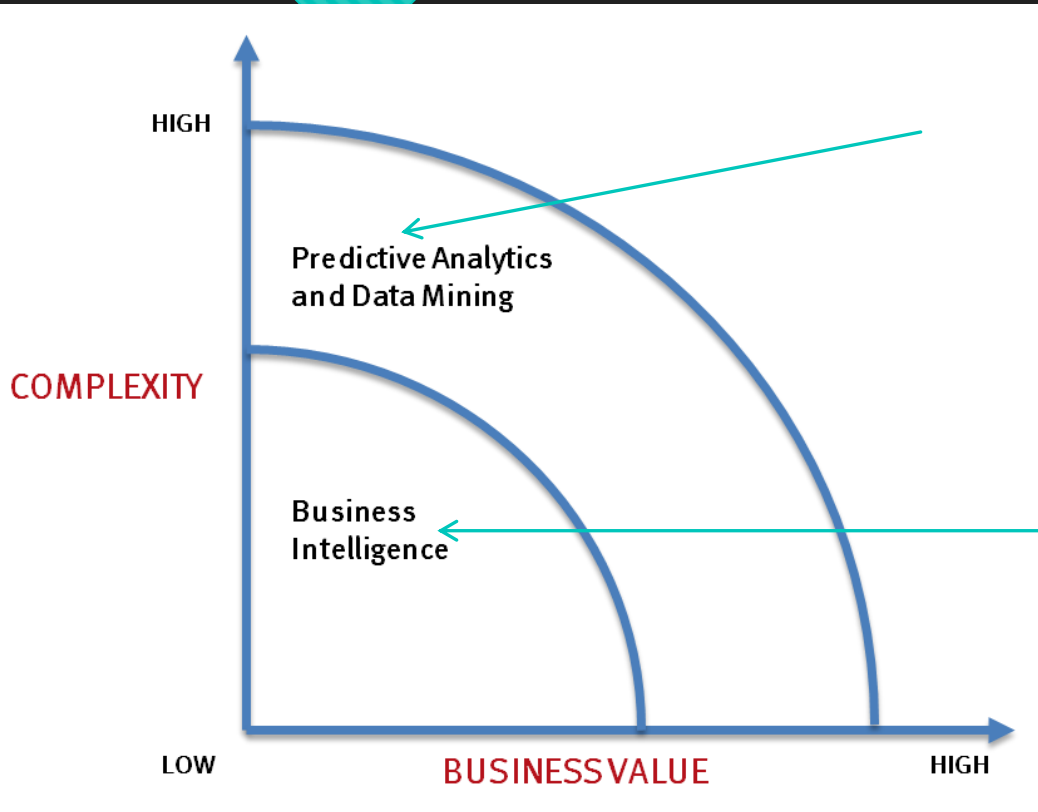 HIGH
Predictive Analytics
and Data Mining
COMPLEXITY
Business
Intelligence
LOW
BUSINESS VALUE
HIGH